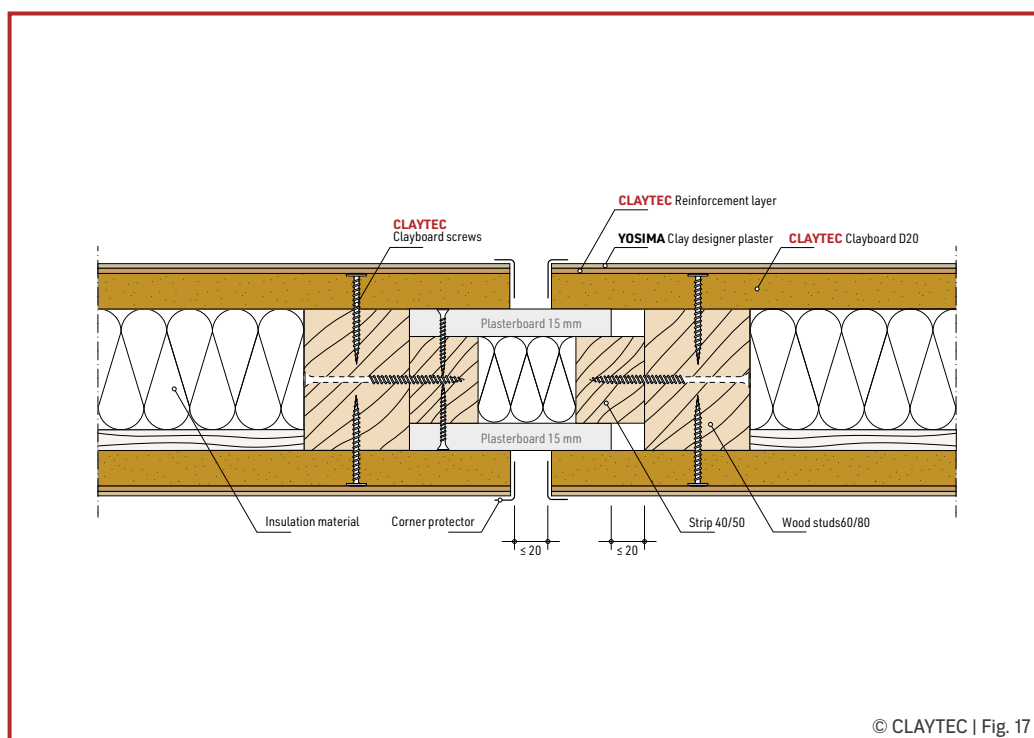 CLAYTEC Reinforcement layer
CLAYTEC
Clayboard screws
YOSIMA Clay designer plaster
CLAYTEC Clayboard D20
Plasterboard 15 mm
Plasterboard 15 mm
Insulation material
Corner protector
Strip 40/50
Wood studs60/80
≤ 20
≤ 20
© CLAYTEC | Fig. 17